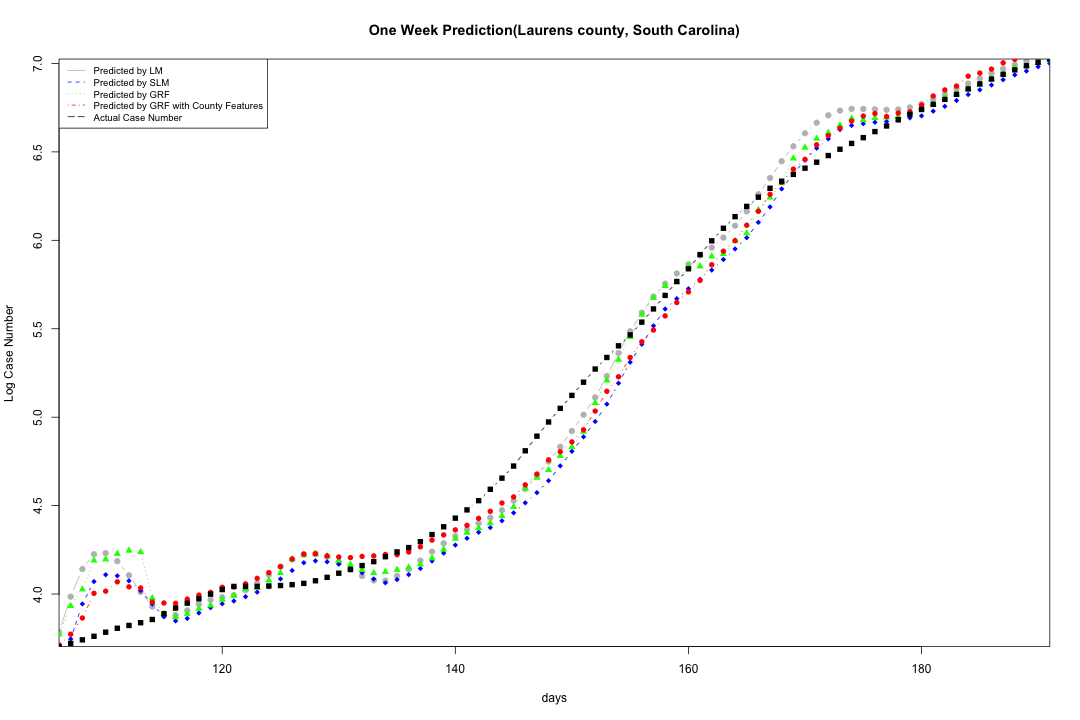 One Week Prediction(Laurens county, South Carolina)
Predicted by LM
Predicted by SLM
Predicted by GRF
Predicted by GRF with County Features
Actual Case Number
7.0
6.5
6.0
5.5
5.0
4.5
4.0
Log Case Number
120 140 160 180
days